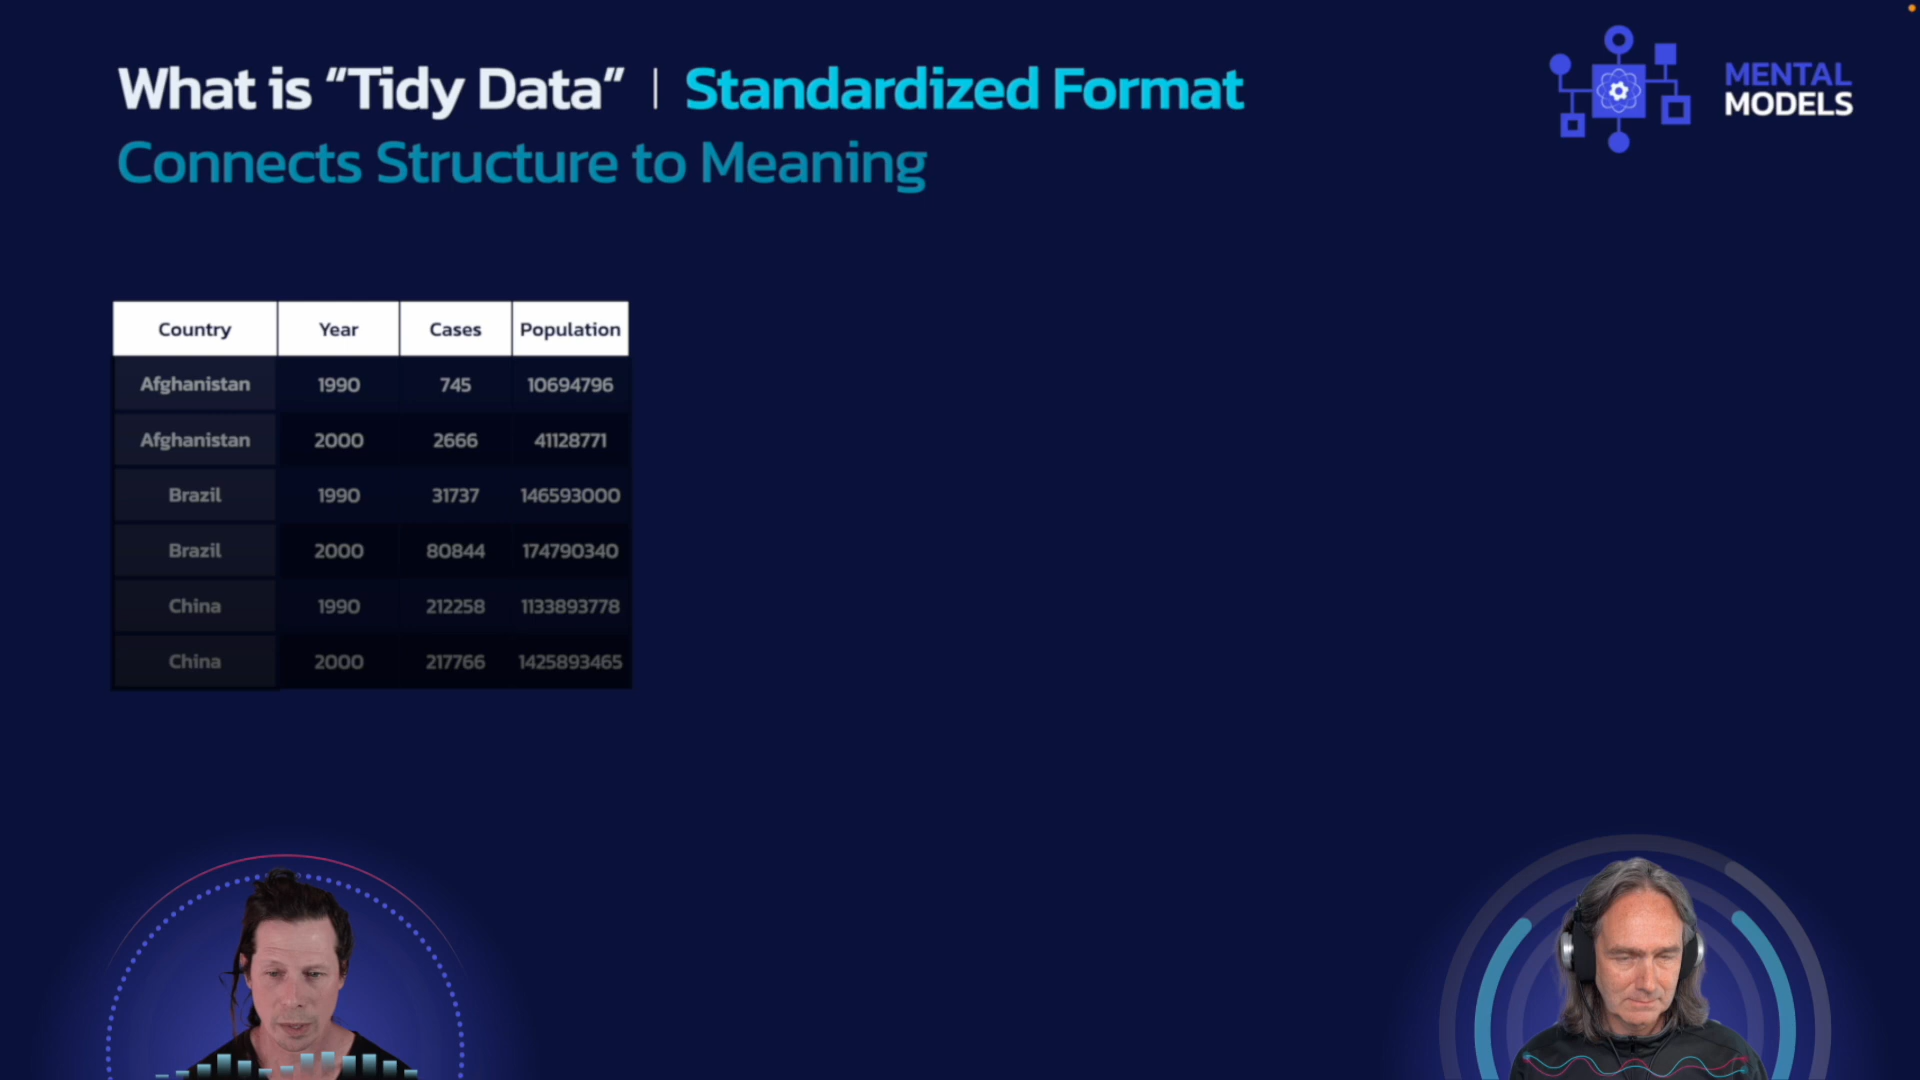 What is “Tidy Data” | Standardized Format
Connects Structure to Meaning
MENTAL
MODELS
Country Year Cases Population
Afghanistan 1990 745 10694796
Afghanistan 2000 2666 41128771
Brazil 1990 31737 146593000
Brazil 2000 80844 174790340
China 1990 212258 1133893778
China 2000 217766 1425893465